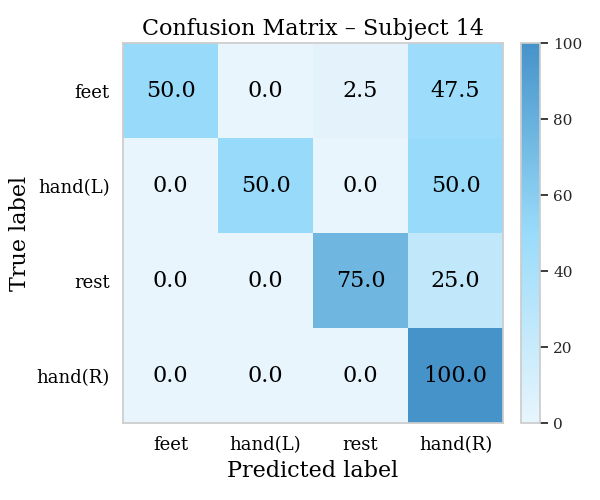 Confusion Matrix – Subject 14
feet 50.0 0.0 2.5 47.5
hand(L) 0.0 50.0 0.0 50.0
rest 0.0 0.0 75.0 25.0
hand(R) 0.0 0.0 0.0 100.0
feet hand(L) rest hand(R)
Predicted label
True label
100
80
60
40
20
0